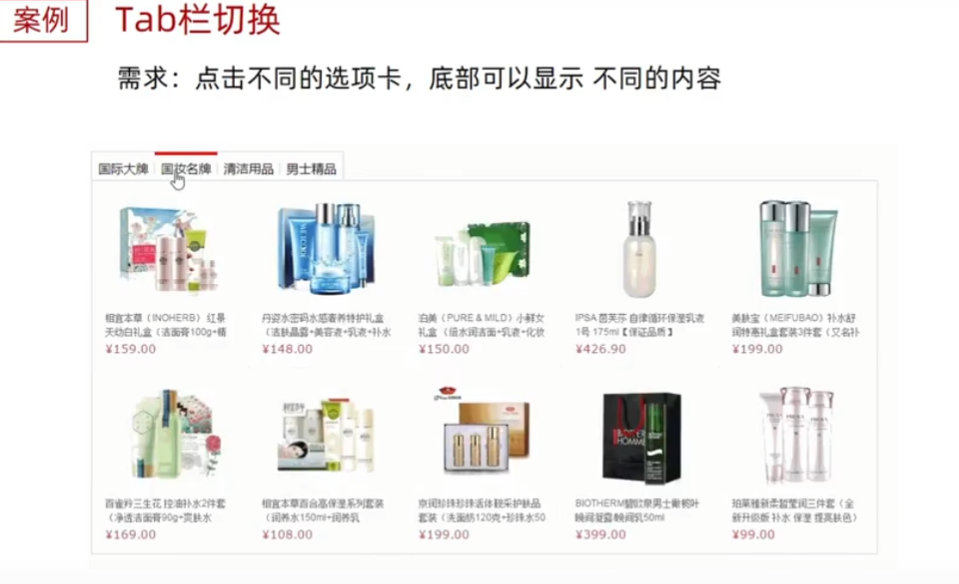 案例
Tab栏切换
需求：点击不同的选项卡，底部可以显示 不同的内容
国际大牌 国妆名牌 清洁用品 男士精品
相宜本草（INOHERB）红景
天幼白礼盒（洁面膏100g+精
¥159.00
丹姿水密码水感奢养特护礼盒
（洁肤晶露+美容液+乳液+补水
¥148.00
泊美（PURE & MILD）小鲜女
礼盒（倍水润洁面+乳液+化妆
¥150.00
IPSA 茵芙莎 自律循环保湿乳液
1号 175ml【保证品质】
¥426.90
美肤宝（MEIFUBAO）补水舒
润特惠礼盒套装3件套（又名补
¥199.00
百雀羚三生花 控油补水2件套
（净透洁面膏90g+灵肤水
¥169.00
相宜本草百合高保湿系列套装
（润养水150ml+润养乳
¥108.00
京润珍珠珍珠活体靓采护肤品
套装（洗面奶120克+珍珠水50
¥199.00
BIOTHERM碧欧泉男士橄榄叶
晚间凝露/晚间乳50ml
¥399.00
珀莱雅新柔皙莹润三件套（全
新升级版 补水 保湿 提亮肤色）
¥99.00
BIOTHERM
HOMME